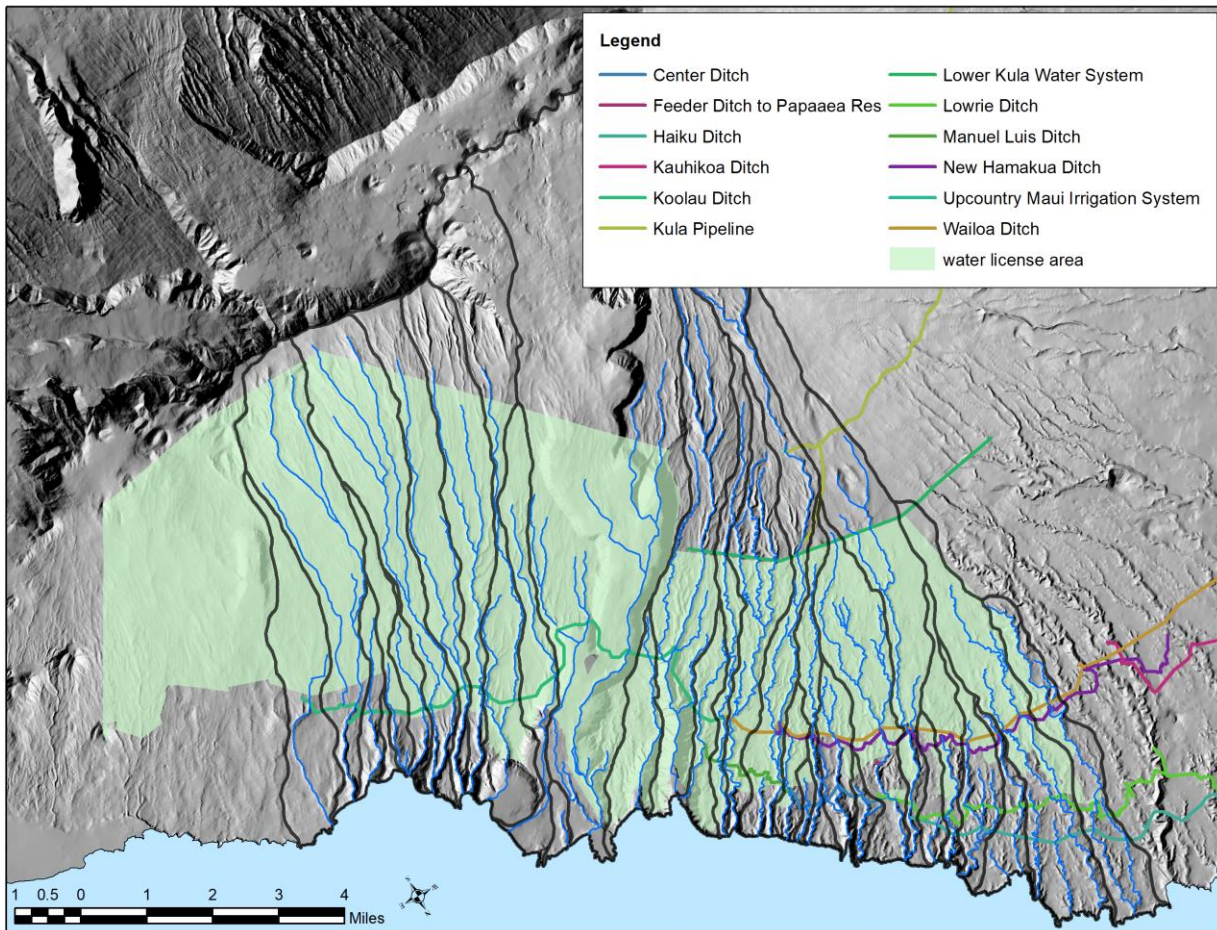 Legend
Center Ditch
Feeder Ditch to Papaaea Res
Haiku Ditch
Kauhikoa Ditch
Koolau Ditch
Kula Pipeline
Lower Kula Water System
Lowrie Ditch
Manuel Luis Ditch
New Hamakua Ditch
Upcountry Maui Irrigation System
Wailoa Ditch
water license area
1 0.5 0 1 2 3 4
Miles